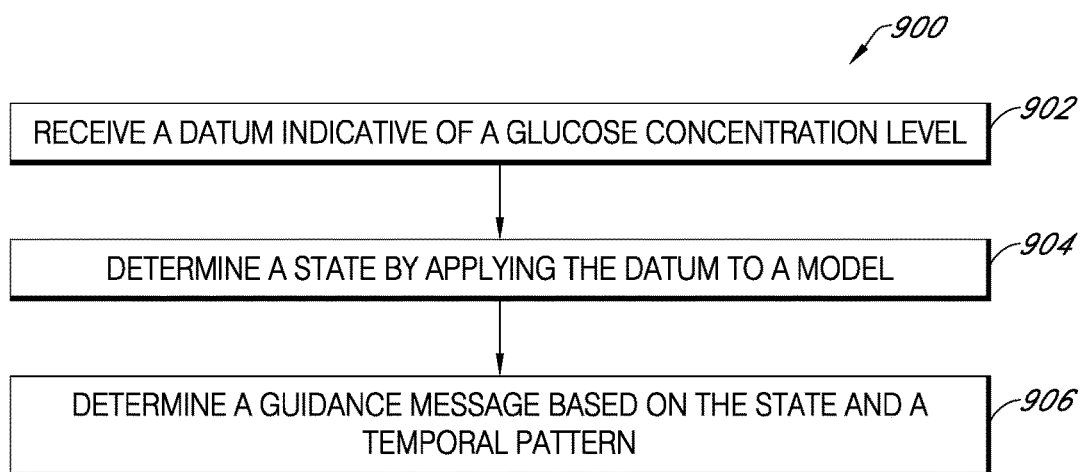 900
RECEIVE A DATUM INDICATIVE OF A GLUCOSE CONCENTRATION LEVEL
902
DETERMINE A STATE BY APPLYING THE DATUM TO A MODEL
904
DETERMINE A GUIDANCE MESSAGE BASED ON THE STATE AND A
TEMPORAL PATTERN
906